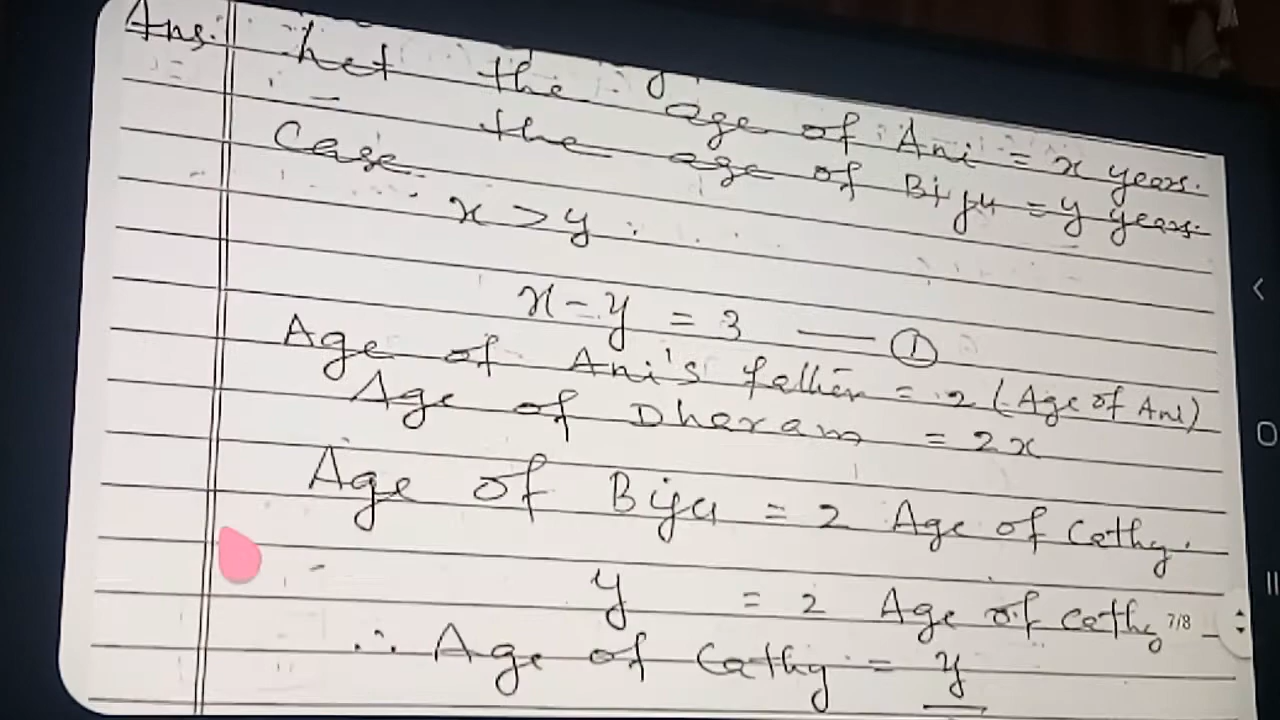 Ans. Let the age of Ani = x years.
the age of Biju = y years.
Case
x > y
x - y = 3 — ①
Age of Ani's father = 2 (Age of Ani)
Age of Dharam = 2x
Age of Biju = 2 Age of Cathy.
y = 2 Age of Cathy
7/8
∴ Age of Cathy = y